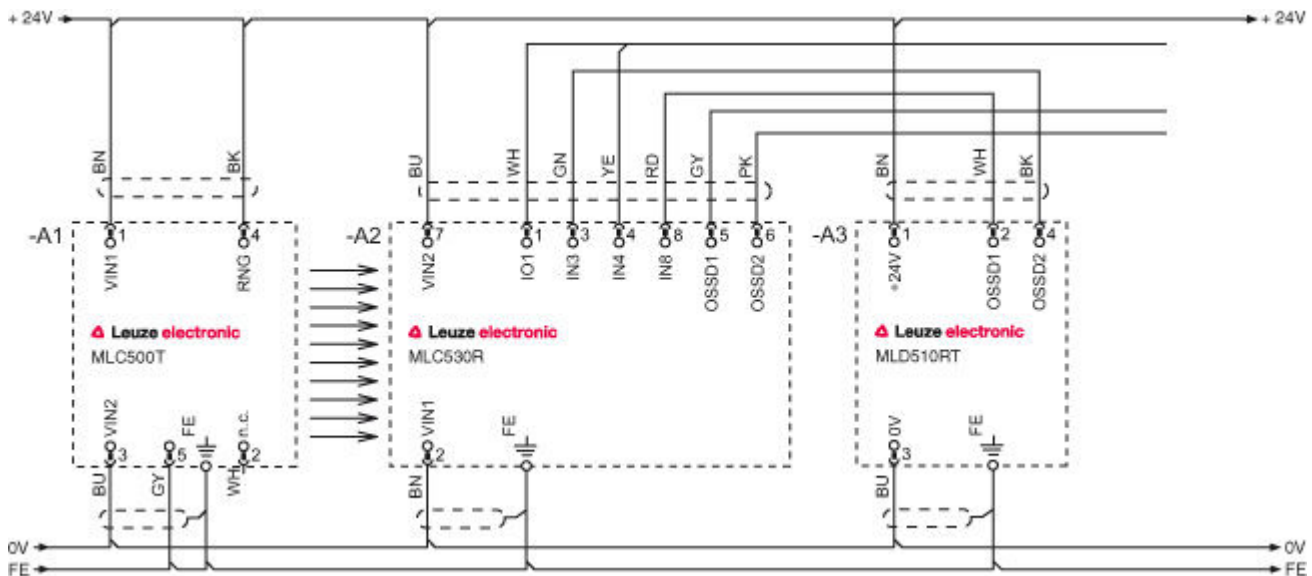 + 24V + 24V
BN BK BU WH GN YE RD GY PK BN WH BK
-A1 1 4 -A2 7 1 3 4 8 5 6 -A3 1 2 4
VIN1 RNG VIN2 IO1 IN3 IN4 IN8 OSSD1 OSSD2 +24V OSSD1 OSSD2
Leuze electronic Leuze electronic Leuze electronic
MLC500T MLC530R MLD510RT
VIN2 FE n.c. VIN1 FE 0V FE
3 5 2 2 3
BU GY WH BN BU
0V 0V
FE FE